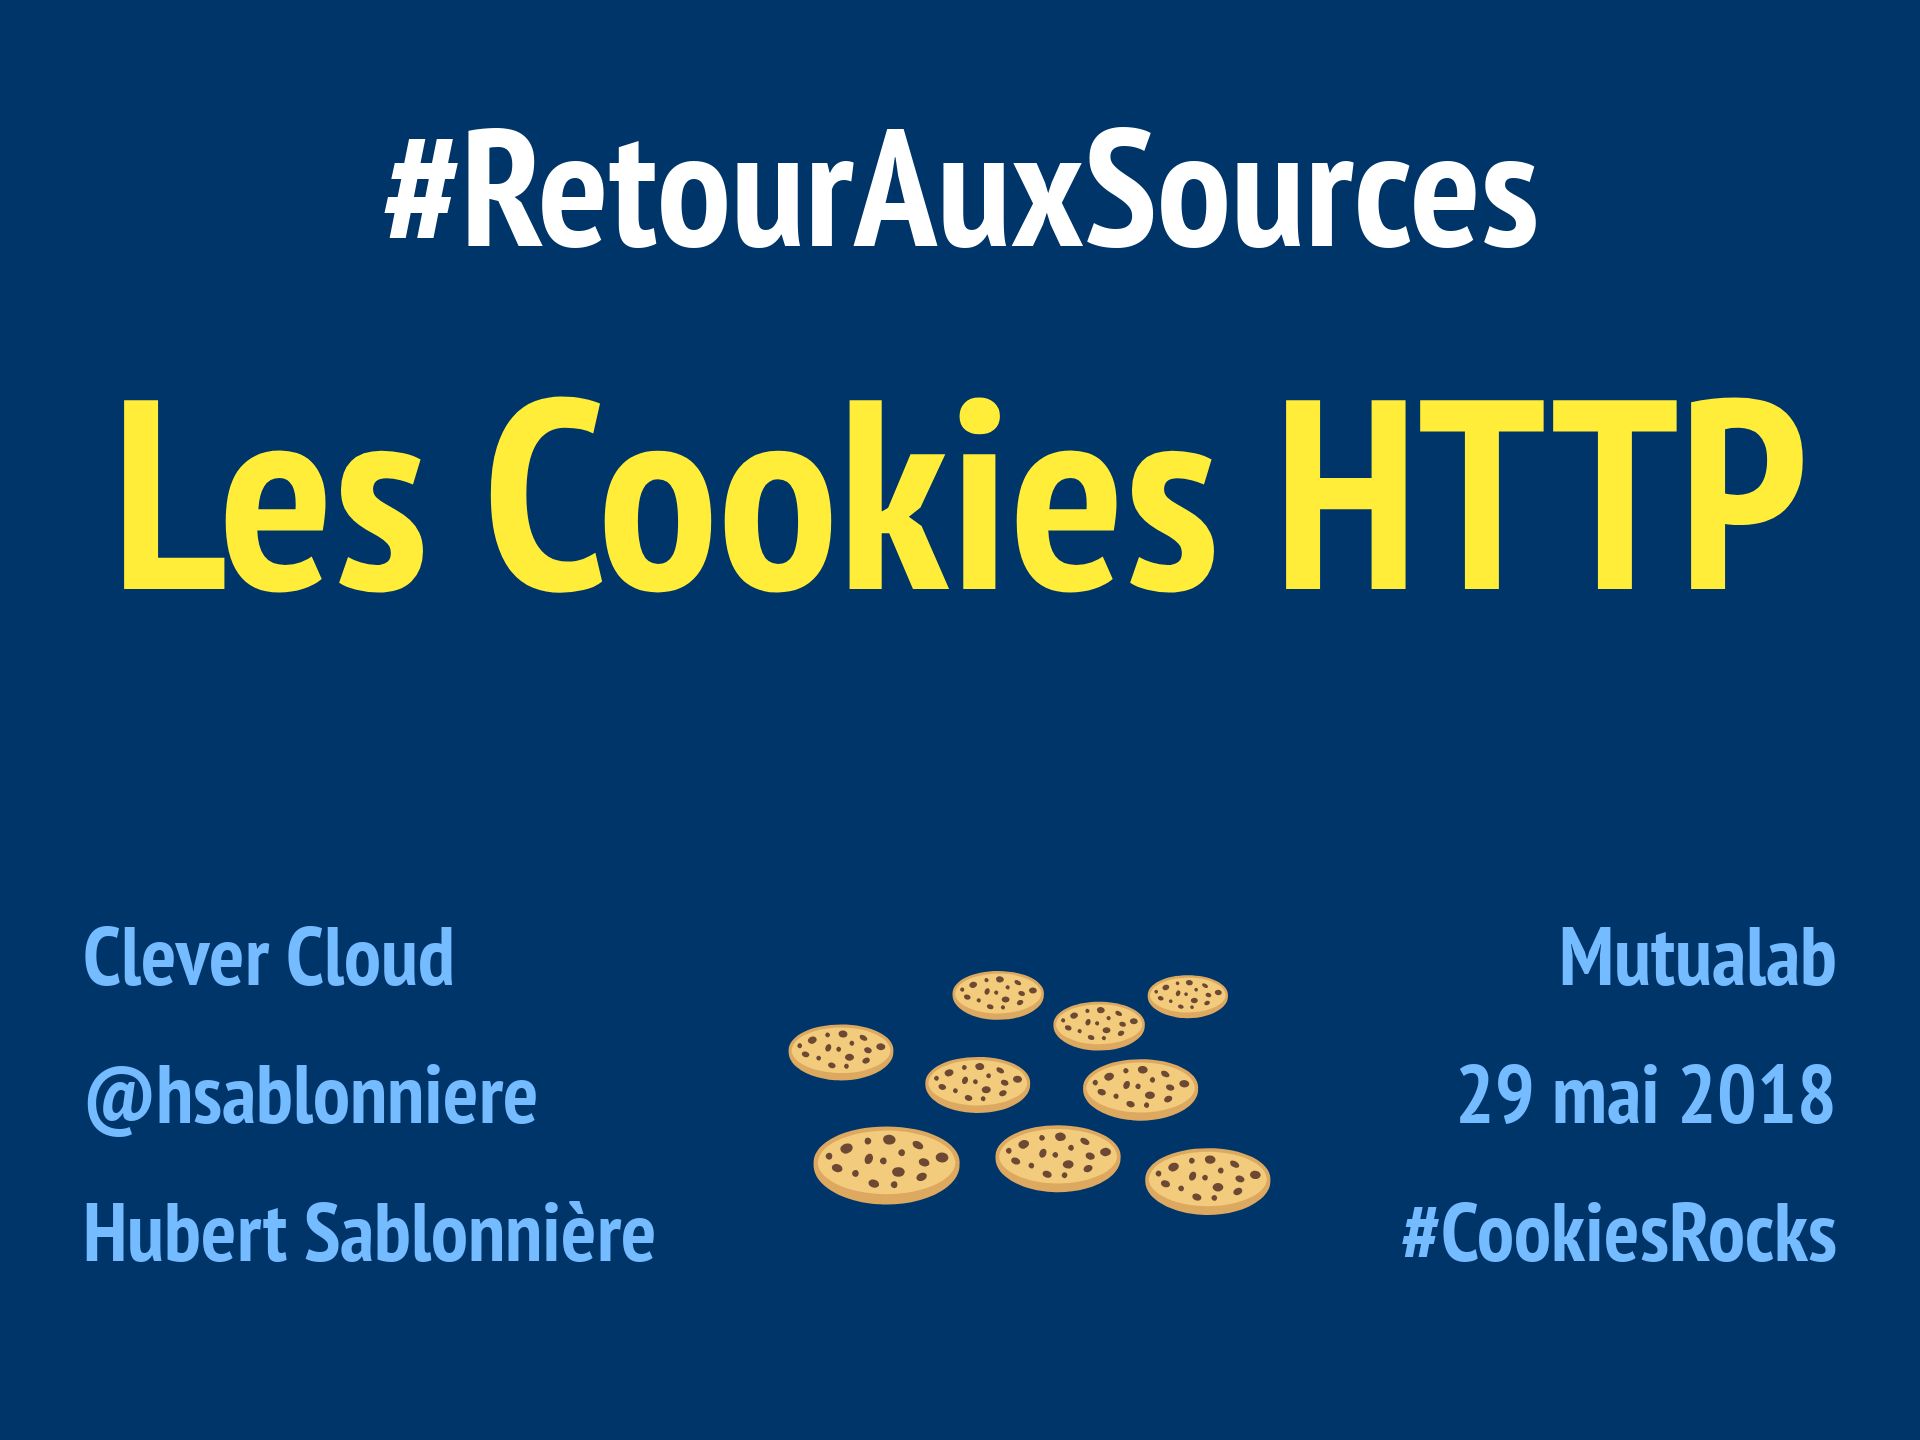 #RetourAuxSources
Les Cookies HTTP
Clever Cloud
@hsablonniere
Hubert Sablonnière
Mutualab
29 mai 2018
#CookiesRocks